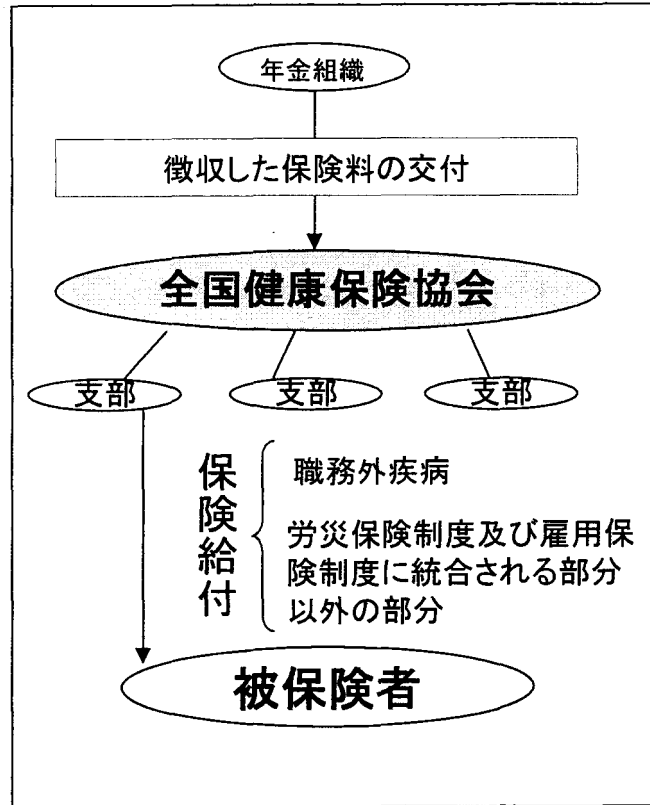 年金組織
徴収した保険料の交付
全国健康保険協会
支部
支部
支部
保険給付
職務外疾病
労災保険制度及び雇用保
険制度に統合される部分
以外の部分
被保険者